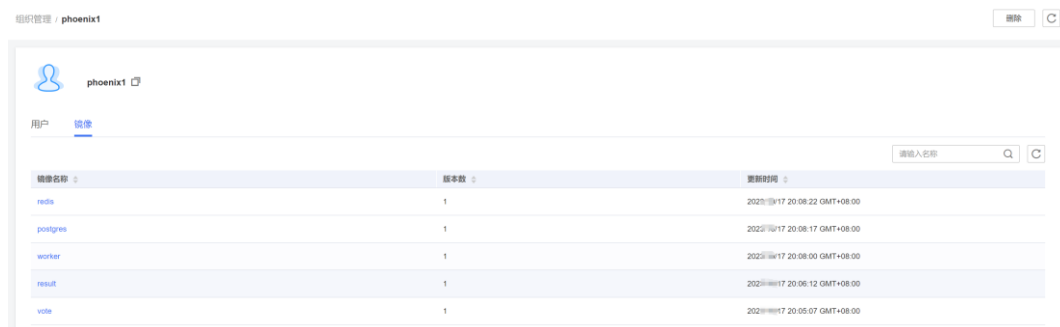 组织管理 / phoenix1
删除
phoenix1
用户 镜像
请输入名称
镜像名称 版本数 更新时间
redis 1 17 20:08:22 GMT+08:00
postgres 1 17 20:08:17 GMT+08:00
worker 1 17 20:08:00 GMT+08:00
result 1 17 20:06:12 GMT+08:00
vote 1 17 20:05:07 GMT+08:00